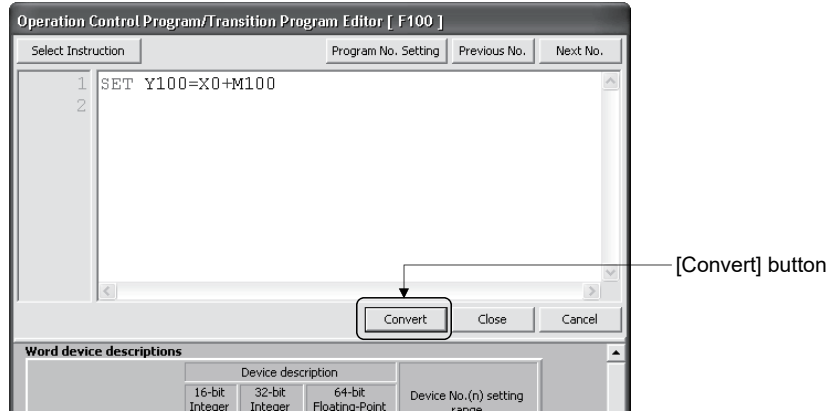 Operation Control Program/Transition Program Editor [ F100 ]
Select Instruction Program No. Setting Previous No. Next No.
1 SET Y100=X0+M100
2
[Convert] button
Convert Close Cancel
Word device descriptions
Device description
16-bit Integer 32-bit Integer 64-bit Floating-Point Device No.(n) setting range